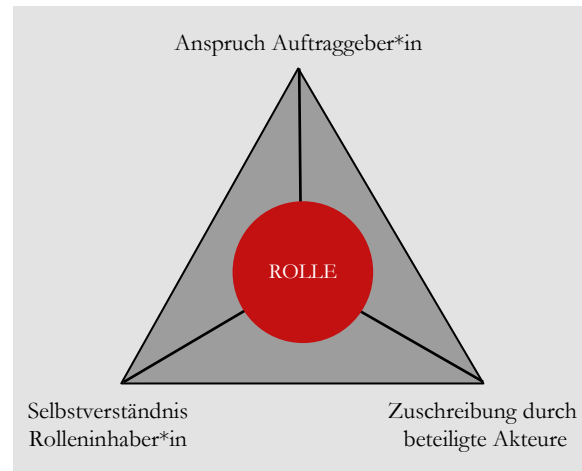 Anspruch Auftraggeber*in
ROLLE
Selbstverständnis
Rolleninhaber*in
Zuschreibung durch
beteiligte Akteure